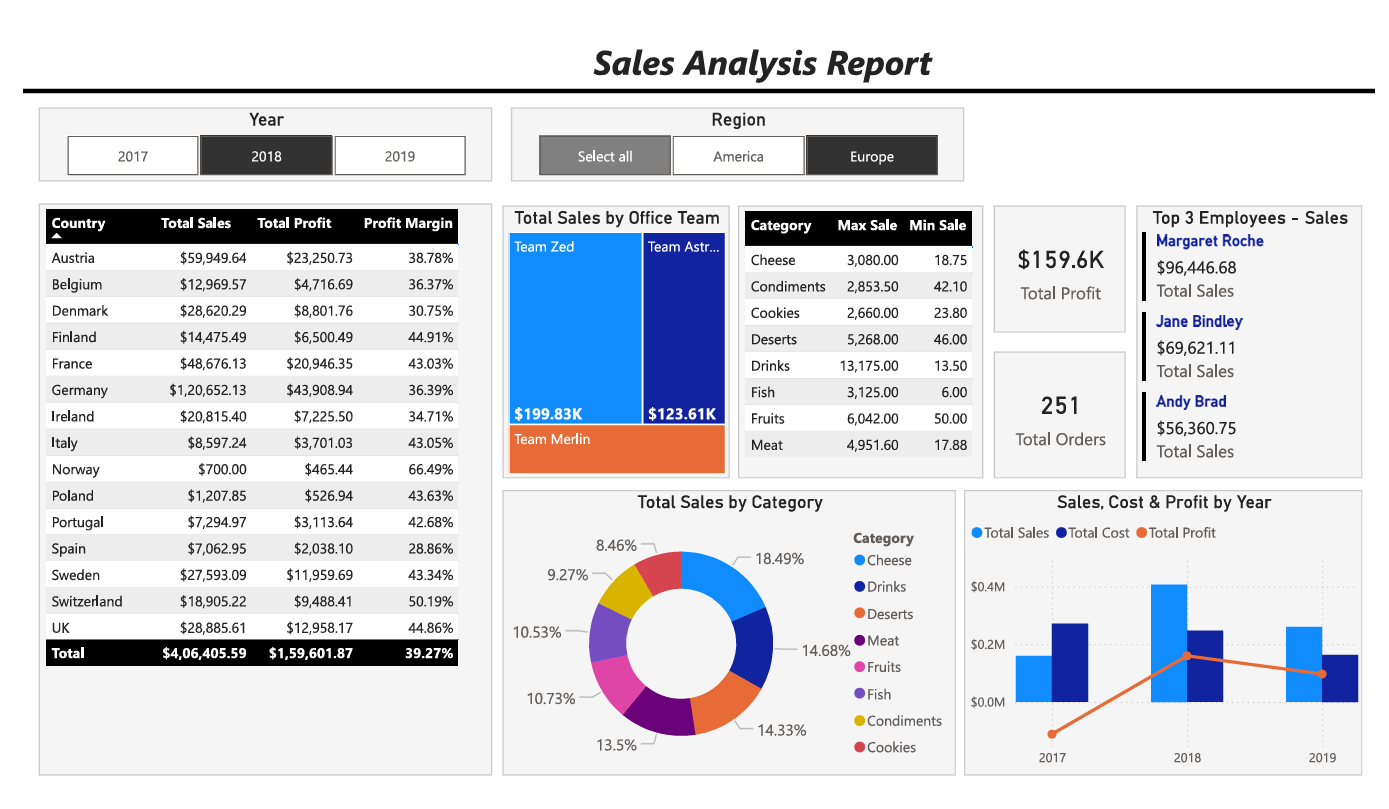 Sales Analysis Report
Year
2017 2018 2019
Region
Select all America Europe
Country Total Sales Total Profit Profit Margin
Austria $59,949.64 $23,250.73 38.78%
Belgium $12,969.57 $4,716.69 36.37%
Denmark $28,620.29 $8,801.76 30.75%
Finland $14,475.49 $6,500.49 44.91%
France $48,676.13 $20,946.35 43.03%
Germany $1,20,652.13 $43,908.94 36.39%
Ireland $20,815.40 $7,225.50 34.71%
Italy $8,597.24 $3,701.03 43.05%
Norway $700.00 $465.44 66.49%
Poland $1,207.85 $526.94 43.63%
Portugal $7,294.97 $3,113.64 42.68%
Spain $7,062.95 $2,038.10 28.86%
Sweden $27,593.09 $11,959.69 43.34%
Switzerland $18,905.22 $9,488.41 50.19%
UK $28,885.61 $12,958.17 44.86%
Total $4,06,405.59 $1,59,601.87 39.27%
Total Sales by Office Team
Team Zed Team Astr...
$199.83K $123.61K
Team Merlin
Category Max Sale Min Sale
Cheese 3,080.00 18.75
Condiments 2,853.50 42.10
Cookies 2,660.00 23.80
Deserts 5,268.00 46.00
Drinks 13,175.00 13.50
Fish 3,125.00 6.00
Fruits 6,042.00 50.00
Meat 4,951.60 17.88
$159.6K
Total Profit
251
Total Orders
Top 3 Employees - Sales
Margaret Roche
$96,446.68
Total Sales
Jane Bindley
$69,621.11
Total Sales
Andy Brad
$56,360.75
Total Sales
Total Sales by Category
8.46%
18.49%
9.27%
10.53%
14.68%
10.73%
14.33%
13.5%
Category
Cheese
Drinks
Deserts
Meat
Fruits
Fish
Condiments
Cookies
Sales, Cost & Profit by Year
Total Sales Total Cost Total Profit
$0.4M
$0.2M
$0.0M
2017 2018 2019